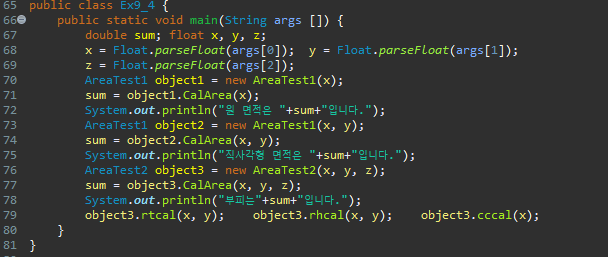 65 public class Ex9_4 {
66 public static void main(String args []) {
67 double sum; float x, y, z;
68 x = Float.parseFloat(args[0]); y = Float.parseFloat(args[1]);
69 z = Float.parseFloat(args[2]);
70 AreaTest1 object1 = new AreaTest1(x);
71 sum = object1.CalArea(x);
72 System.out.println("원 면적은 "+sum+"입니다.");
73 AreaTest1 object2 = new AreaTest1(x, y);
74 sum = object2.CalArea(x, y);
75 System.out.println("직사각형 면적은 "+sum+"입니다.");
76 AreaTest2 object3 = new AreaTest2(x, y, z);
77 sum = object3.CalArea(x, y, z);
78 System.out.println("부피는"+sum+"입니다.");
79 object3.rtcal(x, y); object3.rhcal(x, y); object3.cccal(x);
80 }
81 }